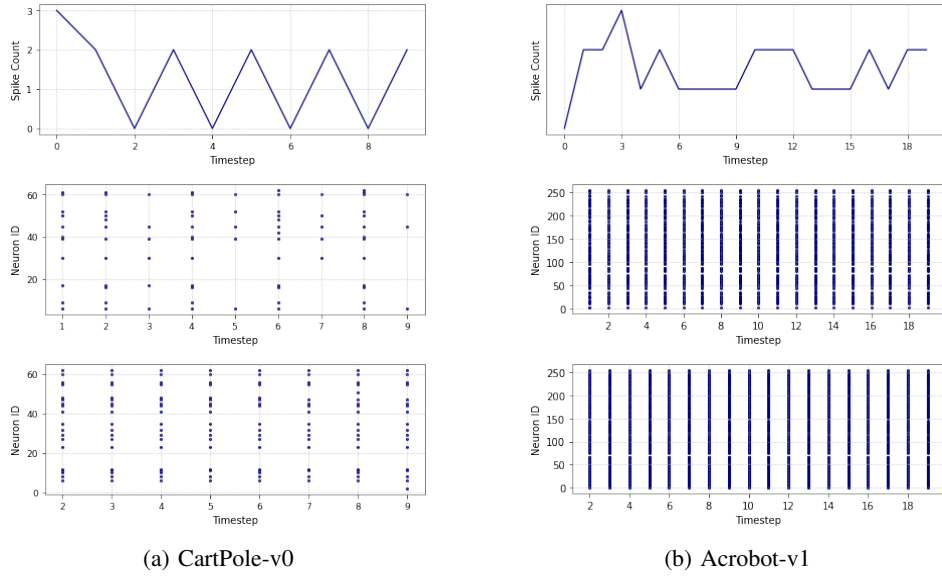 3
2
1
0
Spike Count
0 2 4 6 8
Timestep
Spike Count
0 3 6 9 12 15 18
Timestep
60
40
20
Neuron ID
1 2 3 4 5 6 7 8 9
Timestep
250
200
150
100
50
0
Neuron ID
2 4 6 8 10 12 14 16 18
Timestep
60
40
20
0
Neuron ID
2 3 4 5 6 7 8 9
Timestep
250
200
150
100
50
0
Neuron ID
2 4 6 8 10 12 14 16 18
Timestep
(a) CartPole-v0
(b) Acrobot-v1